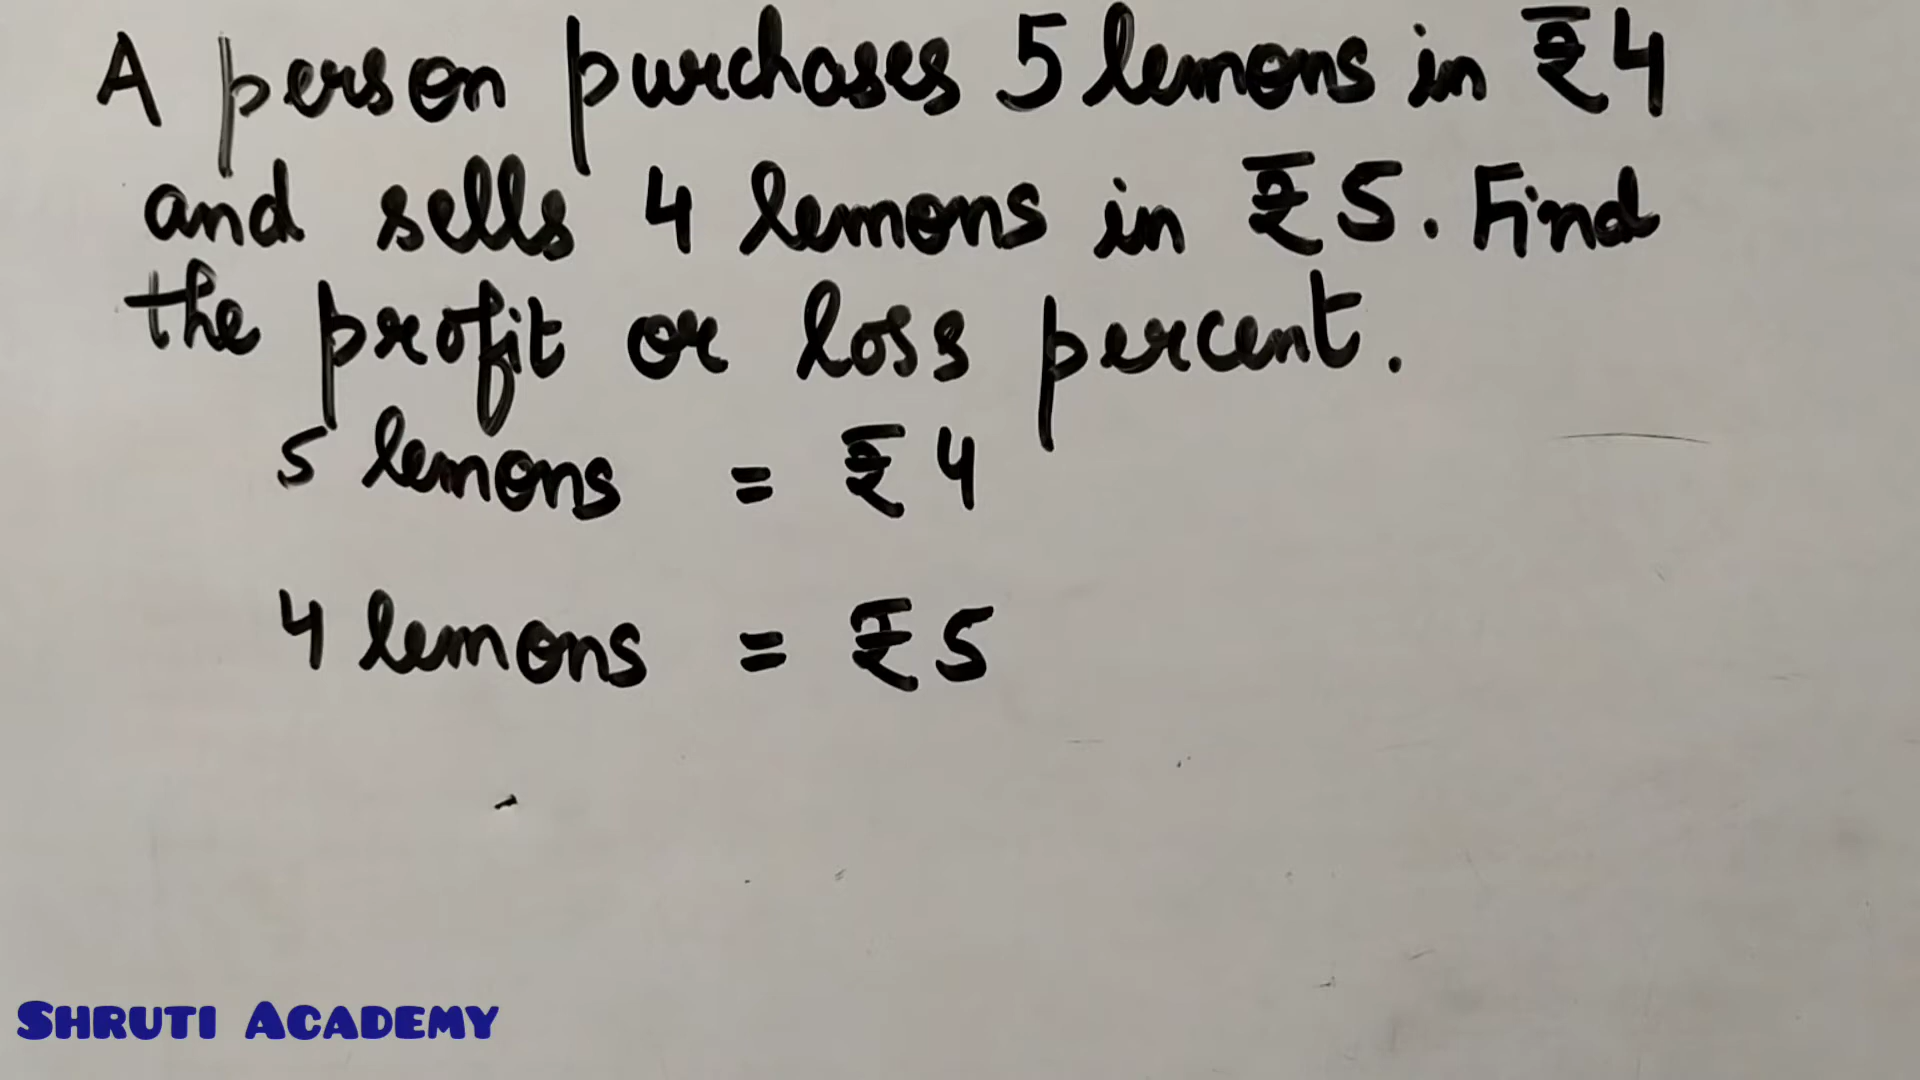 A person purchases 5 lemons in ₹4
and sells 4 lemons in ₹5. Find
the profit or loss percent.
5 lemons = ₹4
4 lemons = ₹5
SHRUTI ACADEMY